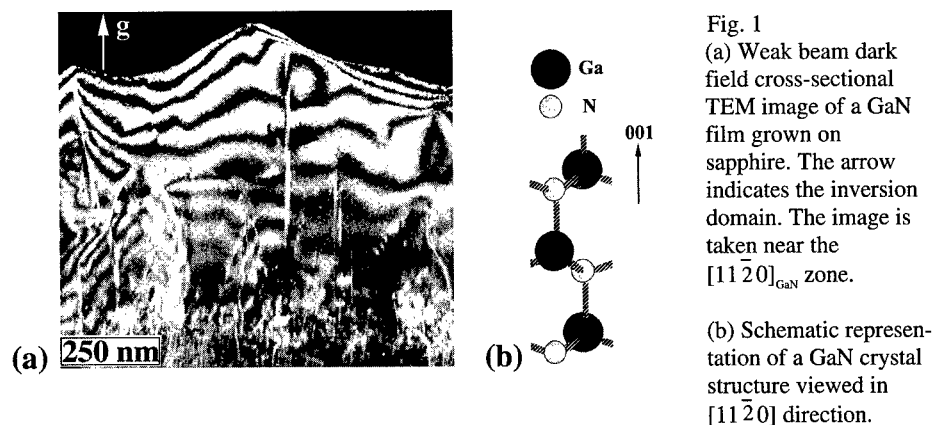 g
250 nm
(a)
Ga
N
001
(b)
Fig. 1
(a) Weak beam dark
field cross-sectional
TEM image of a GaN
film grown on
sapphire. The arrow
indicates the inversion
domain. The image is
taken near the
[112̄0]GaN zone.
(b) Schematic represen-
tation of a GaN crystal
structure viewed in
[112̄0] direction.